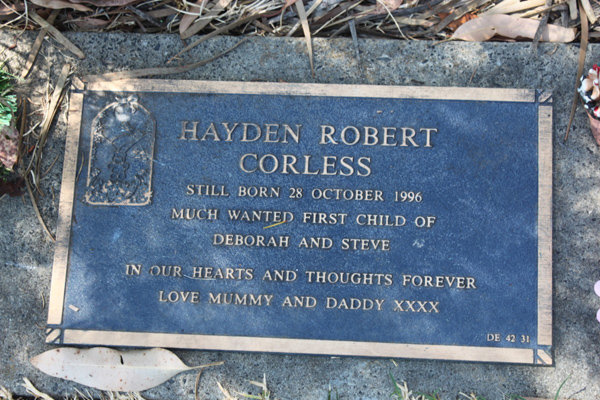 HAYDEN ROBERT
CORLESS
STILL BORN 28 OCTOBER 1996
MUCH WANTED FIRST CHILD OF
DEBORAH AND STEVE
IN OUR HEARTS AND THOUGHTS FOREVER
LOVE MUMMY AND DADDY XXXX
DE 42 31